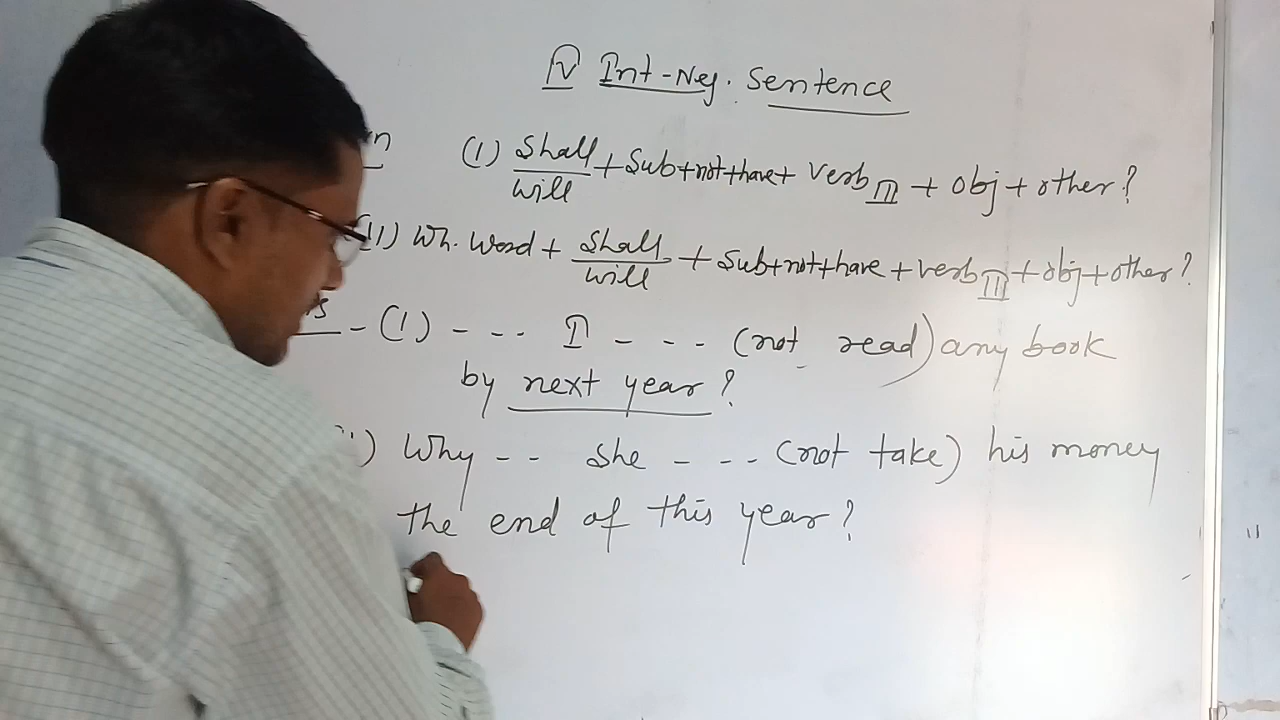 IV Int-Neg. Sentence
(I) Shall/will + Sub+not+have+ Verb III + obj + other?
(II) Wh. Word + Shall/will + Sub+not+have + verb III + obj + other?
- (I) - -- I - -- (not read) any book
by next year?
) Why -- She - -- (not take) his money
the end of this year?